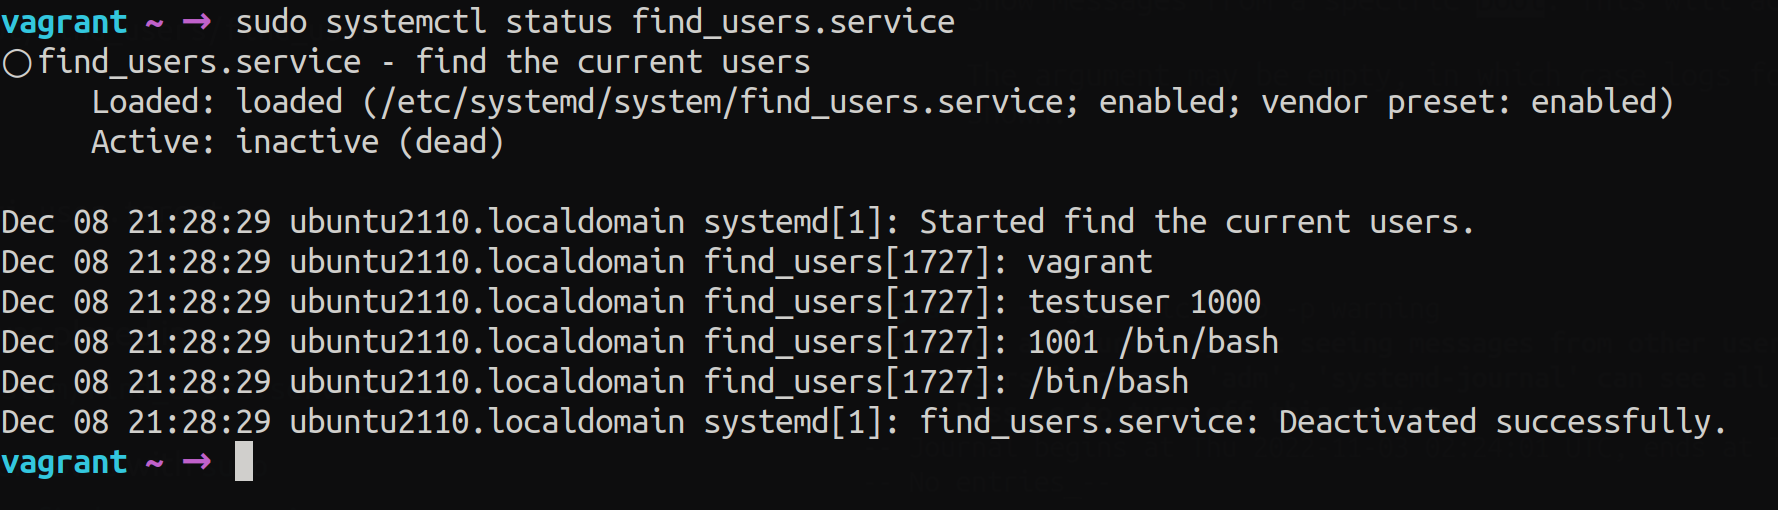 vagrant ~ → sudo systemctl status find_users.service
○find_users.service - find the current users
     Loaded: loaded (/etc/systemd/system/find_users.service; enabled; vendor preset: enabled)
     Active: inactive (dead)

Dec 08 21:28:29 ubuntu2110.localdomain systemd[1]: Started find the current users.
Dec 08 21:28:29 ubuntu2110.localdomain find_users[1727]: vagrant
Dec 08 21:28:29 ubuntu2110.localdomain find_users[1727]: testuser 1000
Dec 08 21:28:29 ubuntu2110.localdomain find_users[1727]: 1001 /bin/bash
Dec 08 21:28:29 ubuntu2110.localdomain find_users[1727]: /bin/bash
Dec 08 21:28:29 ubuntu2110.localdomain systemd[1]: find_users.service: Deactivated successfully.
vagrant ~ →